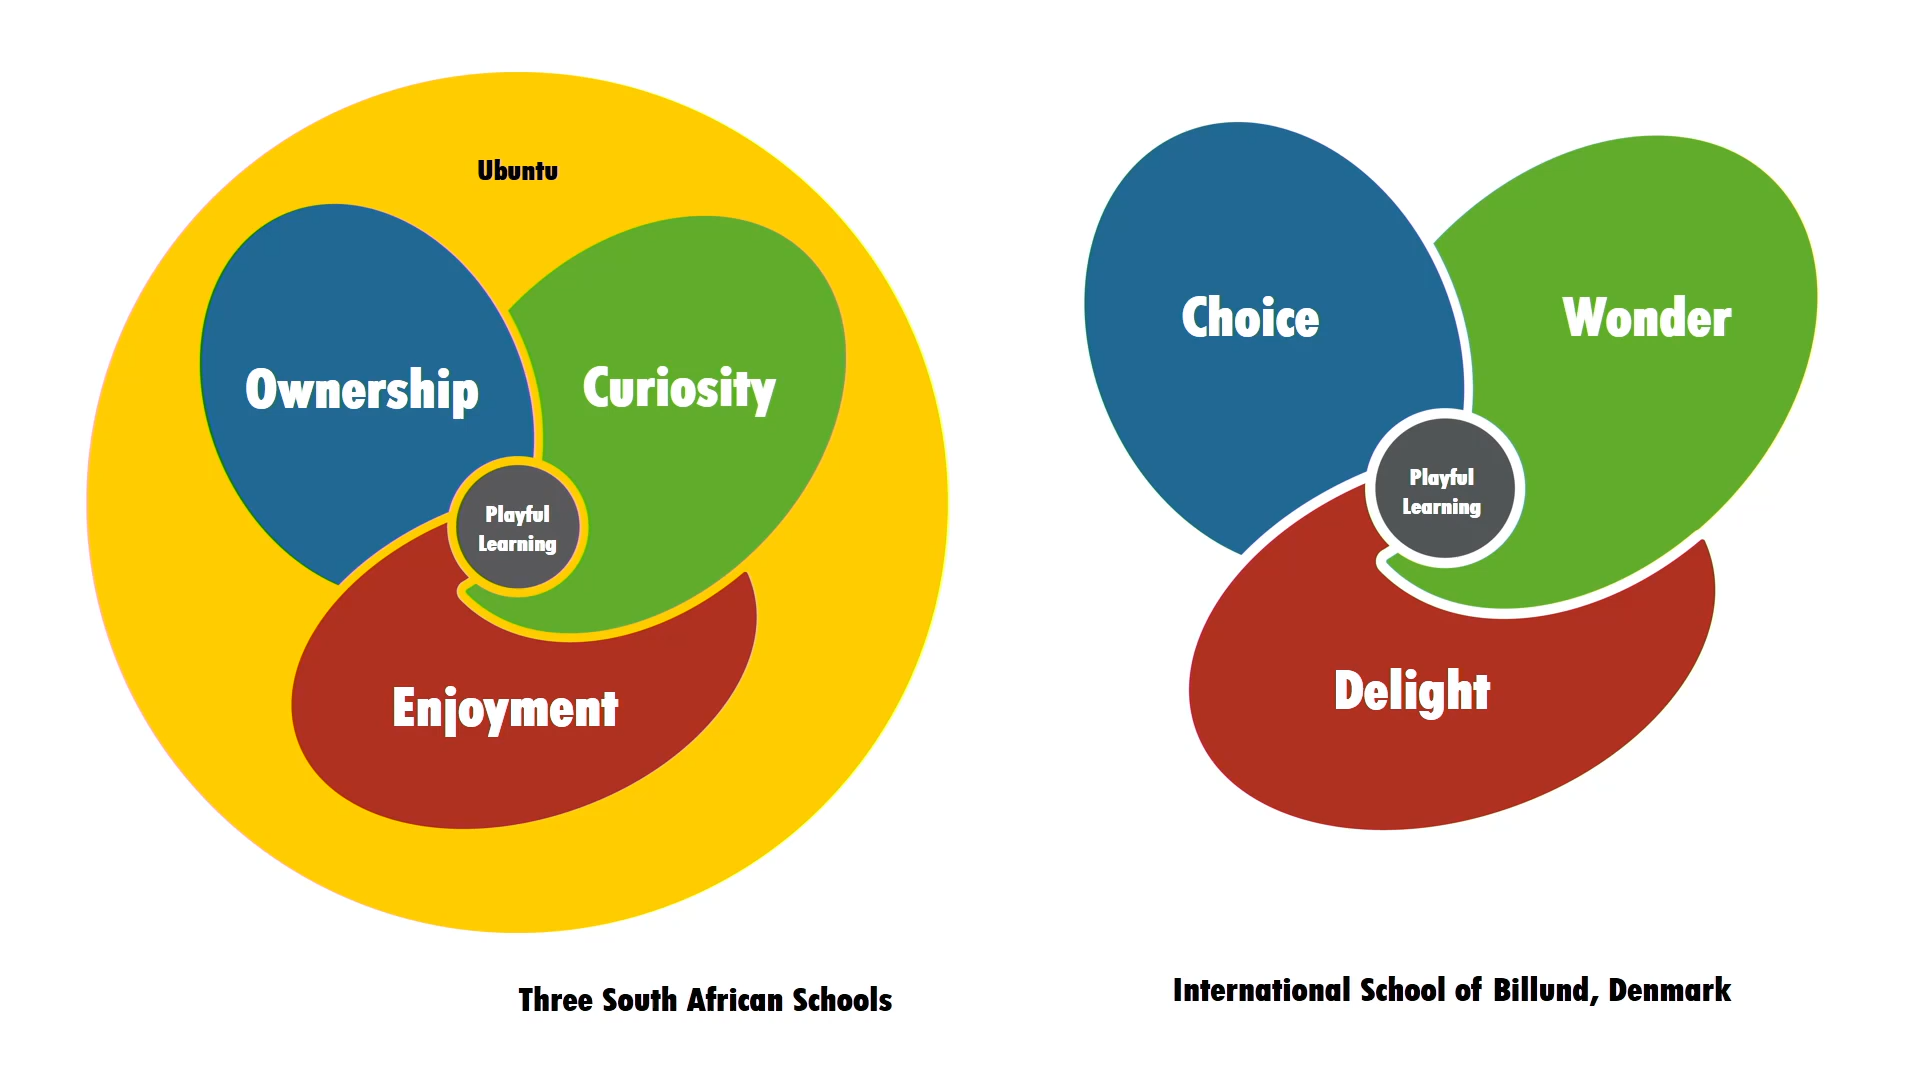 Ubuntu
Ownership
Curiosity
Playful
Learning
Enjoyment
Three South African Schools
Choice
Wonder
Playful
Learning
Delight
International School of Billund, Denmark